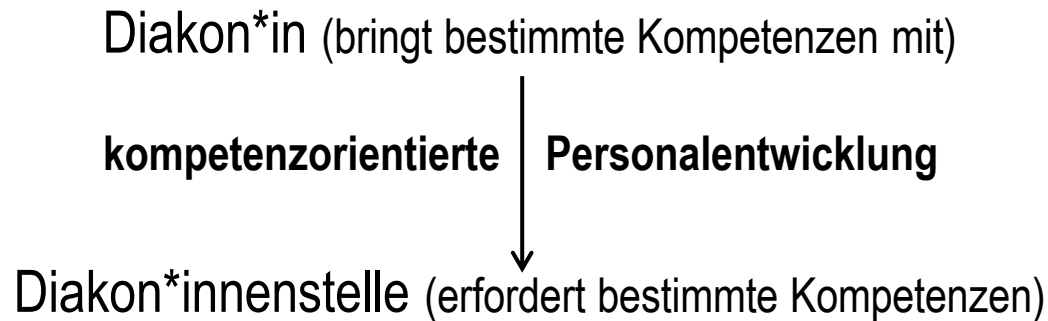 Diakon*in (bringt bestimmte Kompetenzen mit)
kompetenzorientierte Personalentwicklung
Diakon*innenstelle (erfordert bestimmte Kompetenzen)